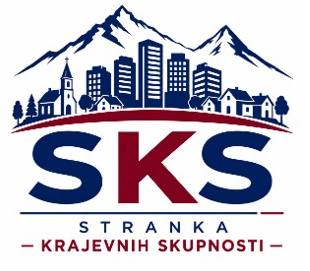 SKS
STRANKA
– KRAJEVNIH SKUPNOSTI –